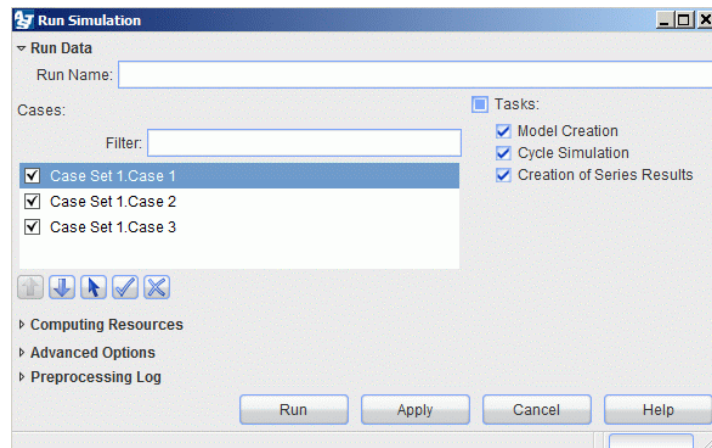 Run Simulation
Run Data
Run Name:
Cases:
Filter:
Case Set 1.Case 1
Case Set 1.Case 2
Case Set 1.Case 3
Tasks:
Model Creation
Cycle Simulation
Creation of Series Results
Computing Resources
Advanced Options
Preprocessing Log
Run
Apply
Cancel
Help